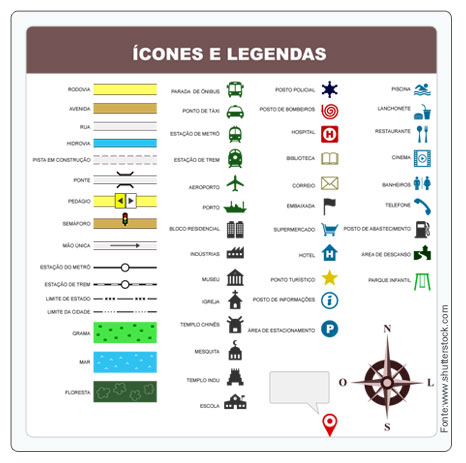 ÍCONES E LEGENDAS
RODOVIA
AVENIDA
RUA
HIDROVIA
PISTA EM CONSTRUÇÃO
PONTE
PEDÁGIO
SEMÁFORO
MÃO ÚNICA
ESTAÇÃO DO METRÔ
ESTAÇÃO DE TREM
LIMITE DE ESTADO
LIMITE DA CIDADE
GRAMA
MAR
FLORESTA
PARADA DE ÔNIBUS
PONTO DE TÁXI
ESTAÇÃO DE METRÔ
ESTAÇÃO DE TREM
AEROPORTO
PORTO
BLOCO RESIDENCIAL
INDÚSTRIAS
MUSEU
IGREJA
TEMPLO CHINÊS
MESQUITA
TEMPLO INDU
ESCOLA
POSTO POLICIAL
POSTO DE BOMBEIROS
HOSPITAL
H
BIBLIOTECA
CORREIO
EMBAIXADA
SUPERMERCADO
HOTEL
H
PONTO TURÍSTICO
POSTO DE INFORMAÇÕES
i
ÁREA DE ESTACIONAMENTO
P
PISCINA
LANCHONETE
RESTAURANTE
CINEMA
BANHEIROS
TELEFONE
POSTO DE ABASTECIMENTO
ÁREA DE DESCANSO
PARQUE INFANTIL
N
O
L
S
Fonte:www.shutterstock.com